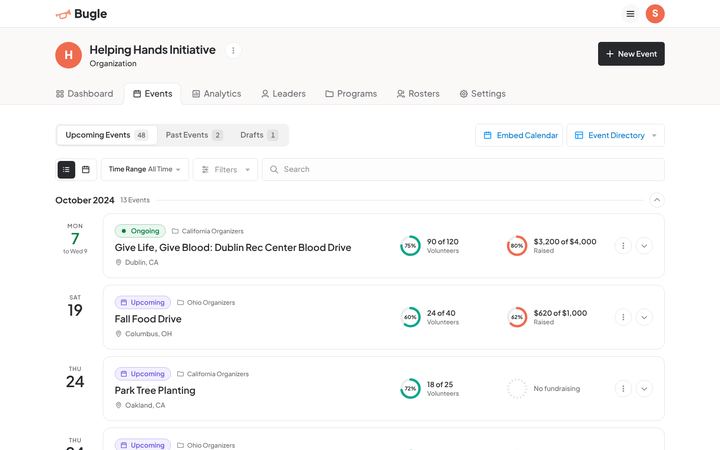 Bugle
S
H
Helping Hands Initiative
Organization
New Event
Dashboard
Events
Analytics
Leaders
Programs
Rosters
Settings
Upcoming Events 48
Past Events 2
Drafts 1
Embed Calendar
Event Directory
Time Range All Time
Filters
Search
October 2024 13 Events
MON
7
to Wed 9
Ongoing
California Organizers
Give Life, Give Blood: Dublin Rec Center Blood Drive
Dublin, CA
75%
90 of 120
Volunteers
80%
$3,200 of $4,000
Raised
SAT
19
Upcoming
Ohio Organizers
Fall Food Drive
Columbus, OH
60%
24 of 40
Volunteers
62%
$620 of $1,000
Raised
THU
24
Upcoming
California Organizers
Park Tree Planting
Oakland, CA
72%
18 of 25
Volunteers
No fundraising
THU
Upcoming
Ohio Organizers